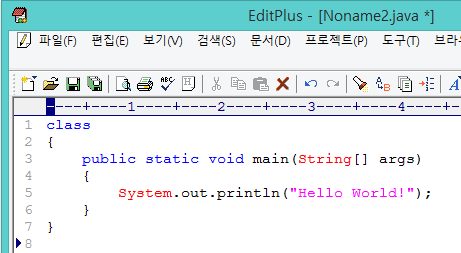 EditPlus - [Noname2.java *]
파일(F) 편집(E) 보기(V) 검색(S) 문서(D) 프로젝트(P) 도구(T) 브라우
ABC H A B A
----+----1----+----2----+----3----+----4----+--
1 class
2 {
3 public static void main(String[] args)
4 {
5 System.out.println("Hello World!");
6 }
7 }
8